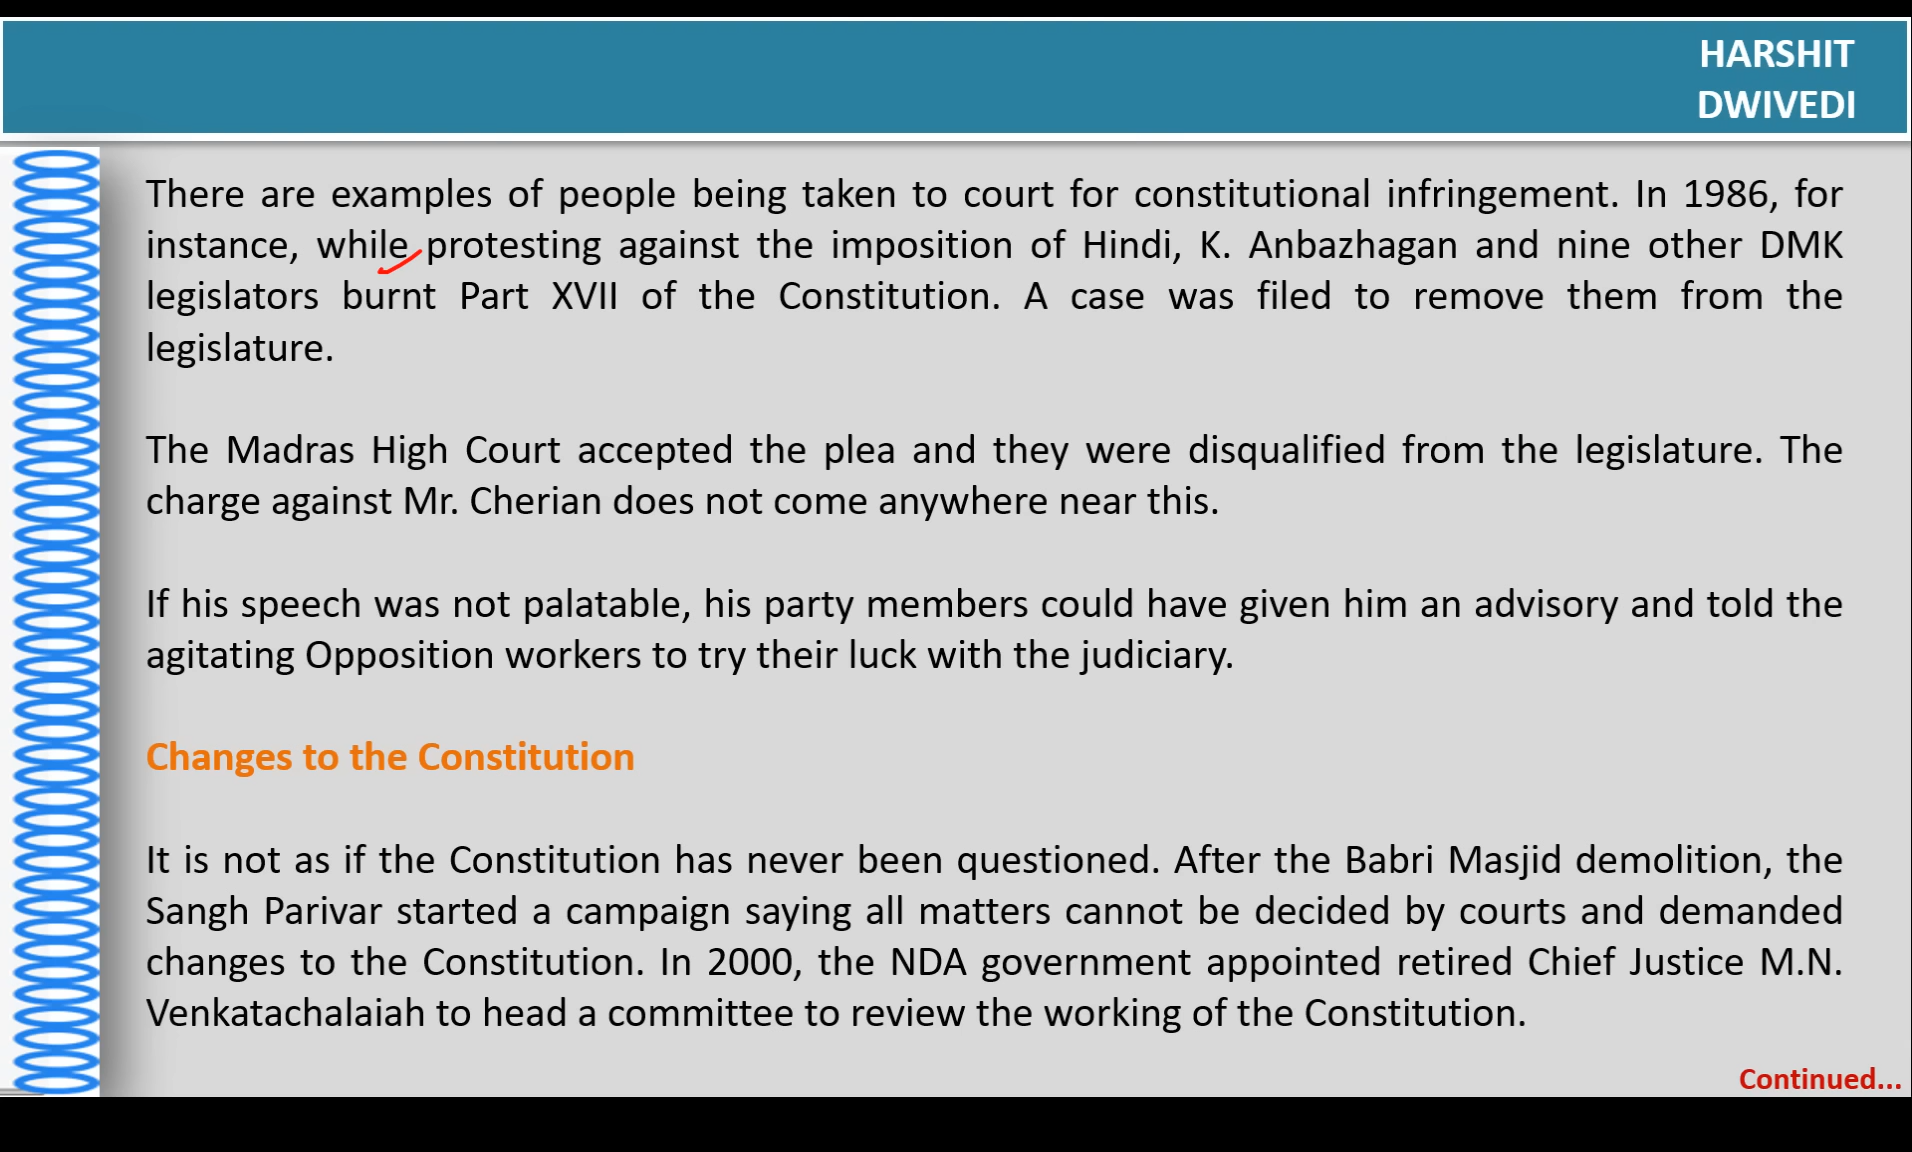 HARSHIT
DWIVEDI
There are examples of people being taken to court for constitutional infringement. In 1986, for
instance, while protesting against the imposition of Hindi, K. Anbazhagan and nine other DMK
legislators burnt Part XVII of the Constitution. A case was filed to remove them from the
legislature.
The Madras High Court accepted the plea and they were disqualified from the legislature. The
charge against Mr. Cherian does not come anywhere near this.
If his speech was not palatable, his party members could have given him an advisory and told the
agitating Opposition workers to try their luck with the judiciary.
Changes to the Constitution
It is not as if the Constitution has never been questioned. After the Babri Masjid demolition, the
Sangh Parivar started a campaign saying all matters cannot be decided by courts and demanded
changes to the Constitution. In 2000, the NDA government appointed retired Chief Justice M.N.
Venkatachalaiah to head a committee to review the working of the Constitution.
Continued...